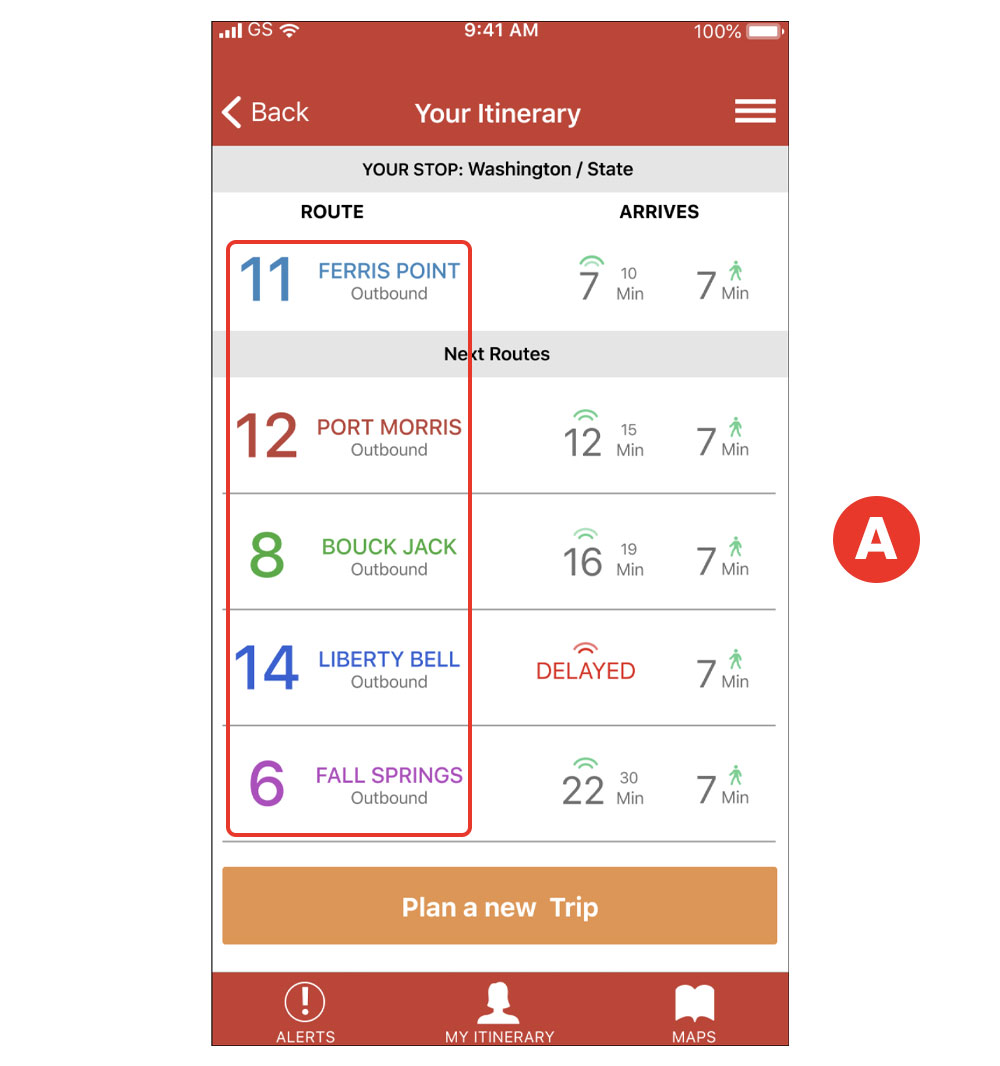 GS 9:41 AM 100%
Back Your Itinerary
YOUR STOP: Washington / State
ROUTE ARRIVES
11 FERRIS POINT 7 10 7
Outbound Min Min
Next Routes
12 PORT MORRIS 12 15 7
Outbound Min Min
8 BOUCK JACK 16 19 7
Outbound Min Min
A
14 LIBERTY BELL DELAYED 7
Outbound Min
6 FALL SPRINGS 22 30 7
Outbound Min Min
Plan a new Trip
ALERTS MY ITINERARY MAPS